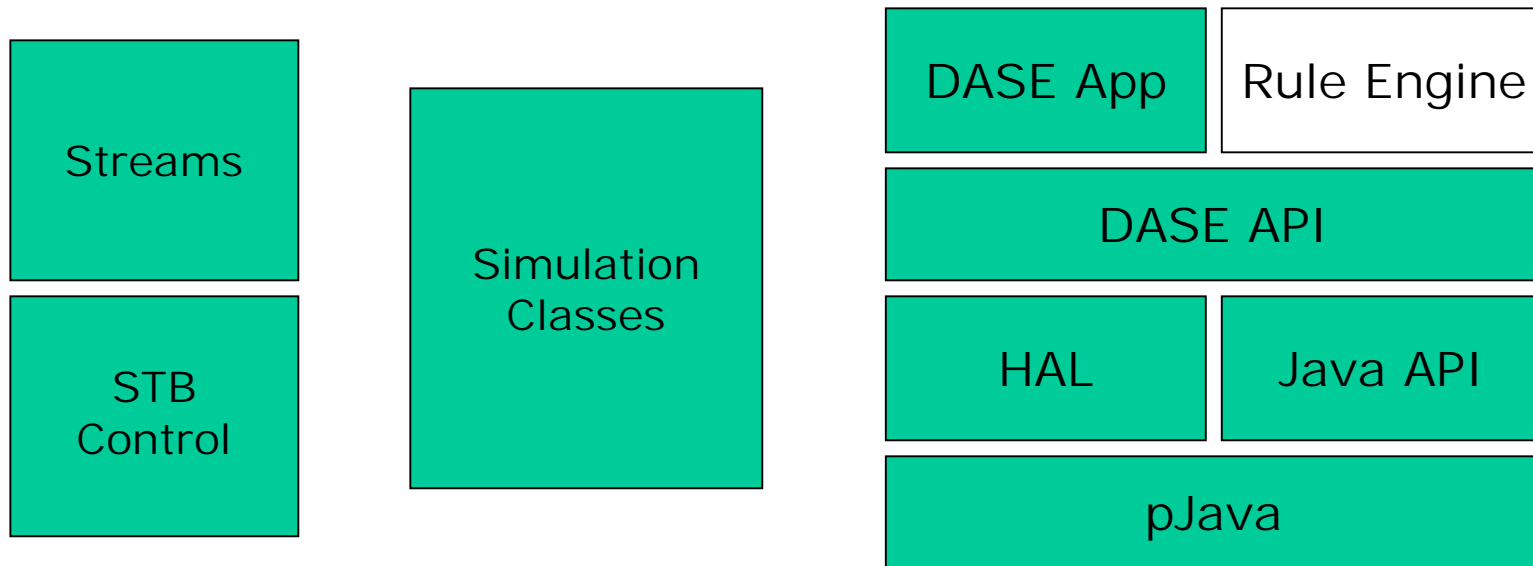 Streams
STB
Control
Simulation
Classes
DASE App
Rule Engine
DASE API
HAL
Java API
pJava